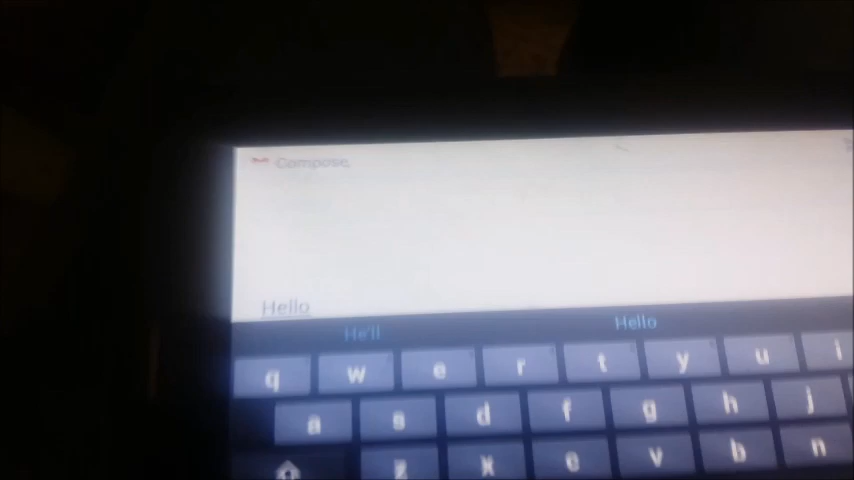 Compose
Hello
He'll Hello
q w e r t y u i
a s d f g h j
z x c v b n